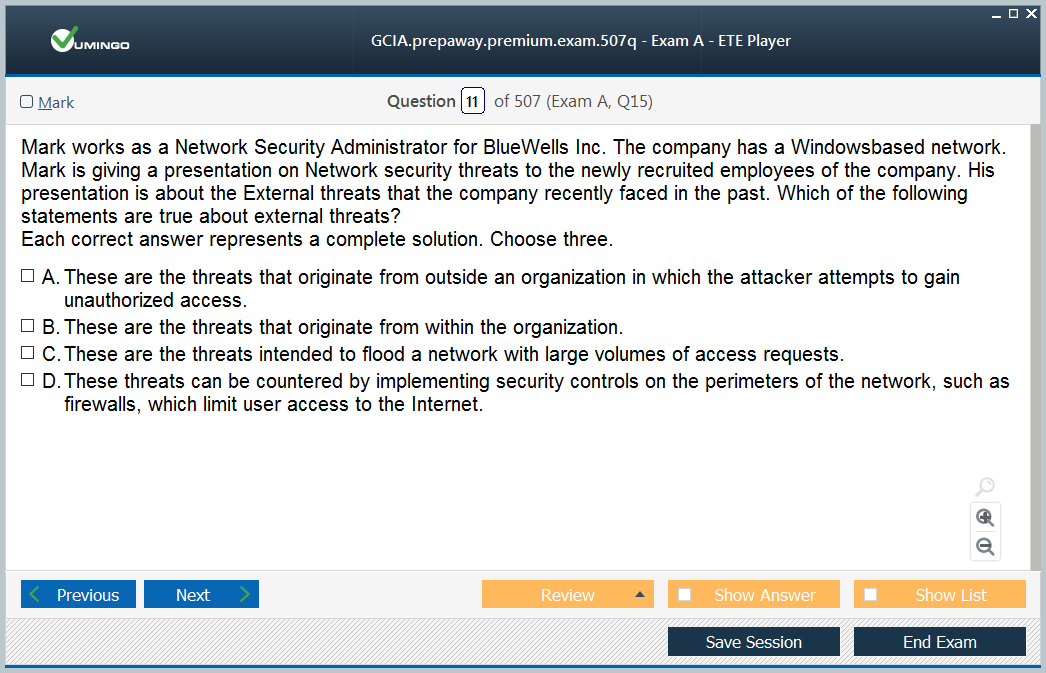 VUMINGO
GCIA.prepaway.premium.exam.507q - Exam A - ETE Player
Mark
Question 11 of 507 (Exam A, Q15)
Mark works as a Network Security Administrator for BlueWells Inc. The company has a Windowsbased network.
Mark is giving a presentation on Network security threats to the newly recruited employees of the company. His
presentation is about the External threats that the company recently faced in the past. Which of the following
statements are true about external threats?
Each correct answer represents a complete solution. Choose three.
A. These are the threats that originate from outside an organization in which the attacker attempts to gain
unauthorized access.
B. These are the threats that originate from within the organization.
C. These are the threats intended to flood a network with large volumes of access requests.
D. These threats can be countered by implementing security controls on the perimeters of the network, such as
firewalls, which limit user access to the Internet.
Previous
Next
Review
Show Answer
Show List
Save Session
End Exam